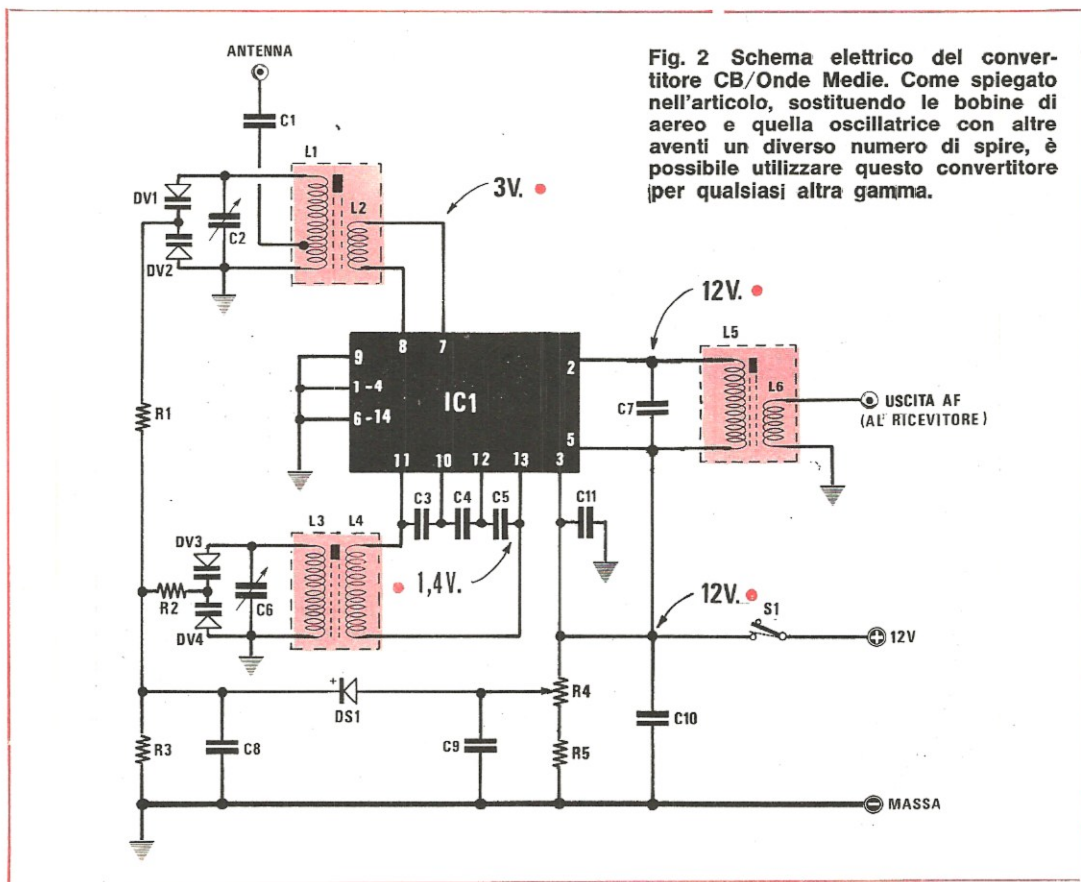 ANTENNA
C1
L1
DV1
C2
DV2
L2
3V.
Fig. 2 Schema elettrico del conver-
titore CB/Onde Medie. Come spiegato
nell'articolo, sostituendo le bobine di
aereo e quella oscillatrice con altre
aventi un diverso numero di spire, è
possibile utilizzare questo convertitore
per qualsiasi altra gamma.
12V.
L5
8 7
9
1-4
6-14
IC1
2
5
11 10 12 13 3
C7
L6
USCITA AF
(AL RICEVITORE)
R1
C3 C4 C5
C11
L3 L4
DV3
R2
DV4
C6
1,4V.
12V.
S1
12V
DS1
R4
R3
C8
C9
R5
C10
MASSA